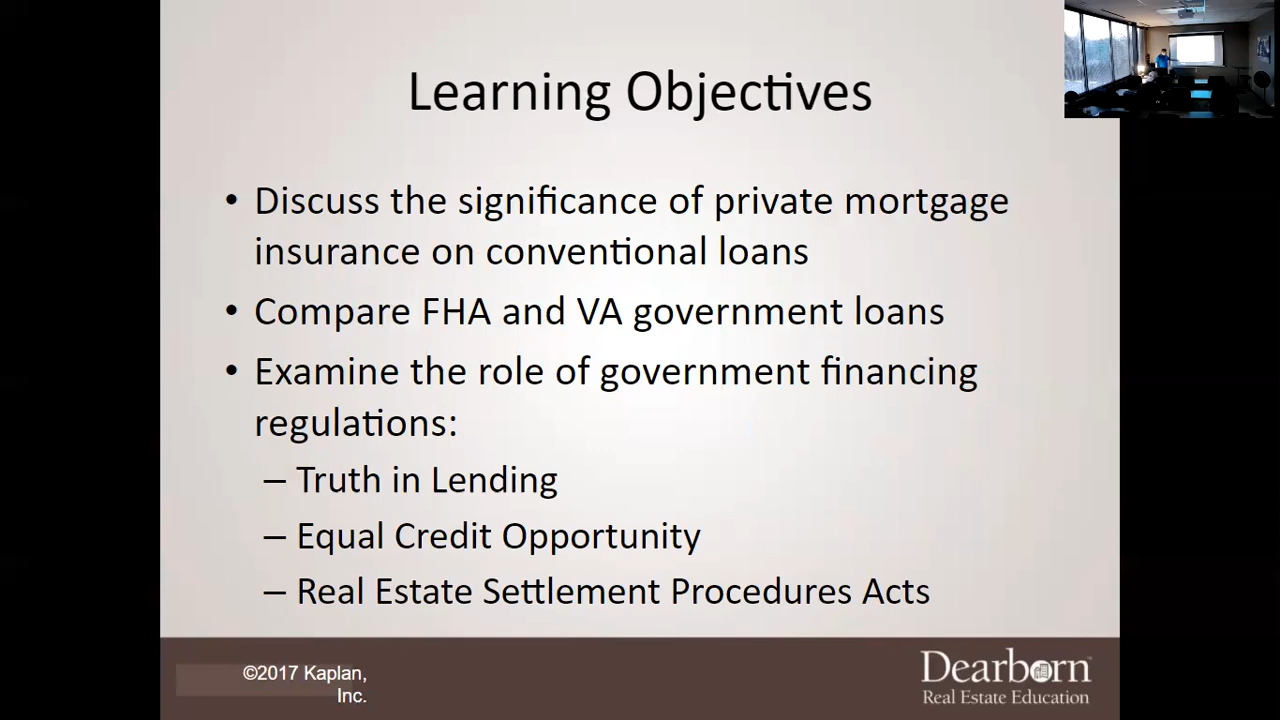 Learning Objectives
• Discuss the significance of private mortgage
insurance on conventional loans
• Compare FHA and VA government loans
• Examine the role of government financing
regulations:
– Truth in Lending
– Equal Credit Opportunity
– Real Estate Settlement Procedures Acts
©2017 Kaplan,
Inc.
Dearborn™
Real Estate Education